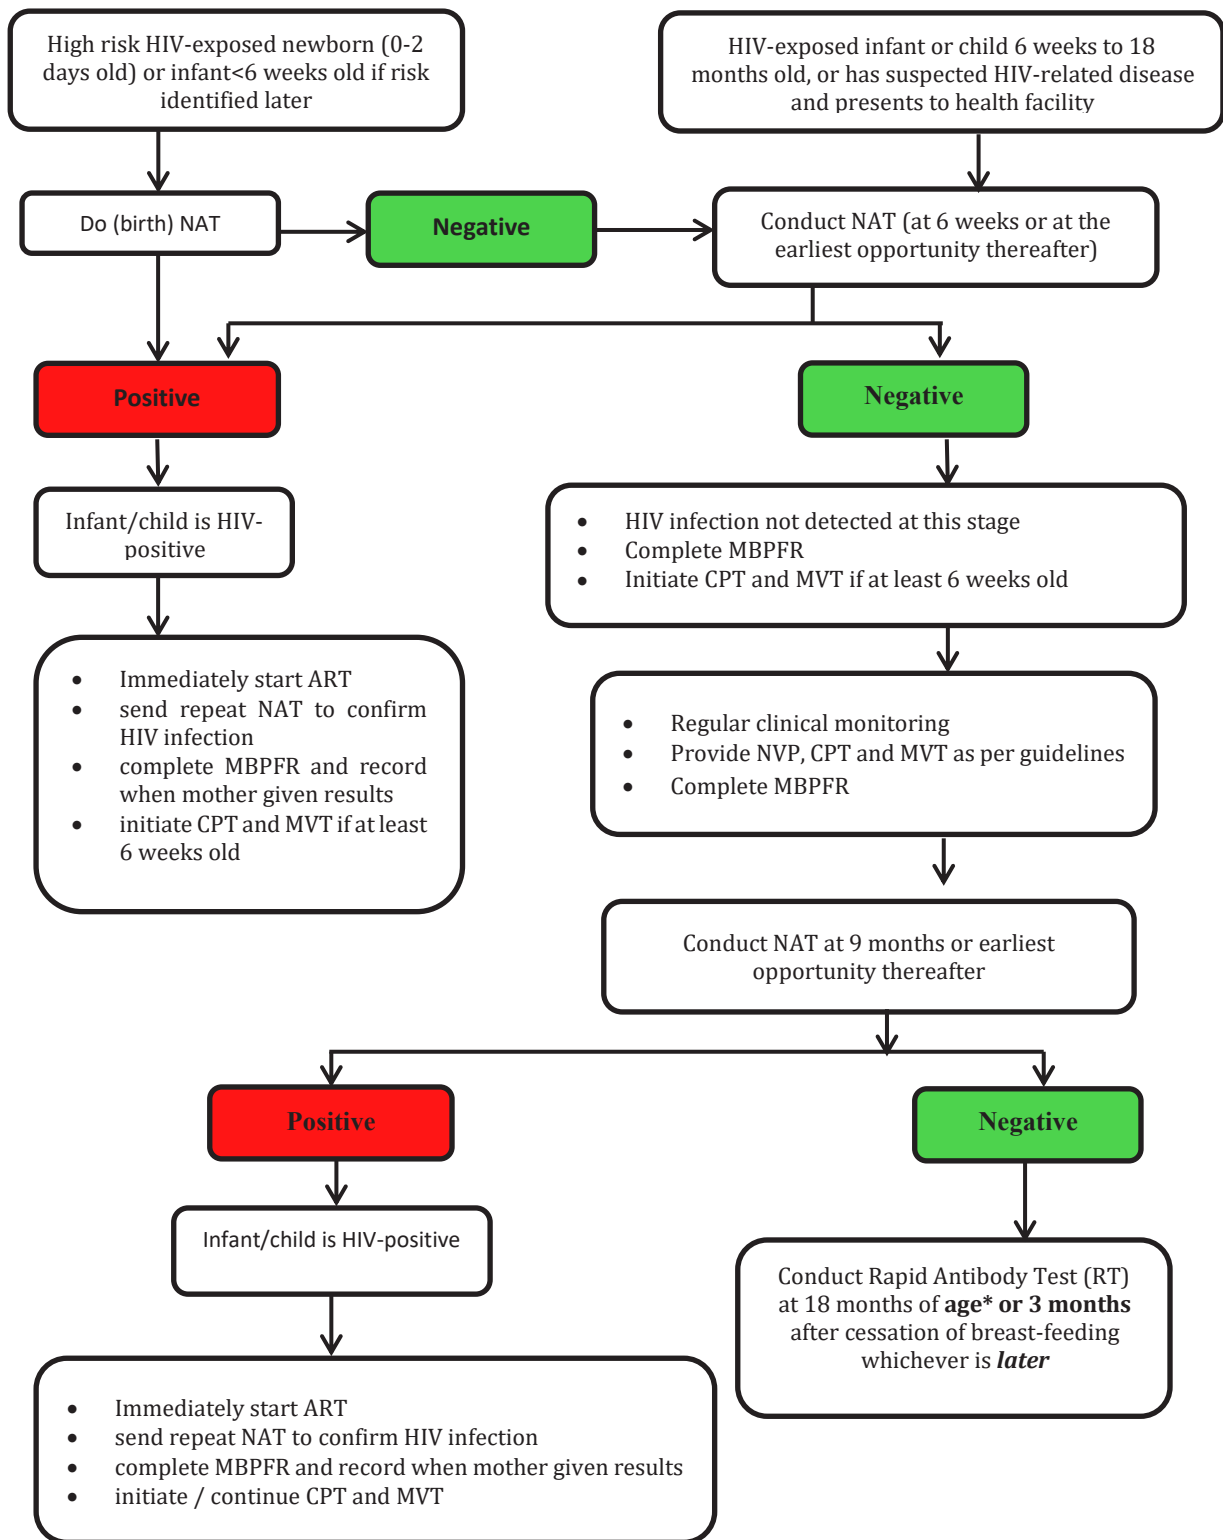 High risk HIV-exposed newborn (0-2
days old) or infant<6 weeks old if risk
identified later
HIV-exposed infant or child 6 weeks to 18
months old, or has suspected HIV-related disease
and presents to health facility
Do (birth) NAT
Negative
Conduct NAT (at 6 weeks or at the
earliest opportunity thereafter)
Positive
Negative
Infant/child is HIV-
positive
• HIV infection not detected at this stage
• Complete MBPFR
• Initiate CPT and MVT if at least 6 weeks old
• Immediately start ART
• send repeat NAT to confirm
HIV infection
• complete MBPFR and record
when mother given results
• initiate CPT and MVT if at least
6 weeks old
• Regular clinical monitoring
• Provide NVP, CPT and MVT as per guidelines
• Complete MBPFR
Conduct NAT at 9 months or earliest
opportunity thereafter
Positive
Negative
Infant/child is HIV-positive
Conduct Rapid Antibody Test (RT)
at 18 months of age* or 3 months
after cessation of breast-feeding
whichever is later
• Immediately start ART
• send repeat NAT to confirm HIV infection
• complete MBPFR and record when mother given results
• initiate / continue CPT and MVT